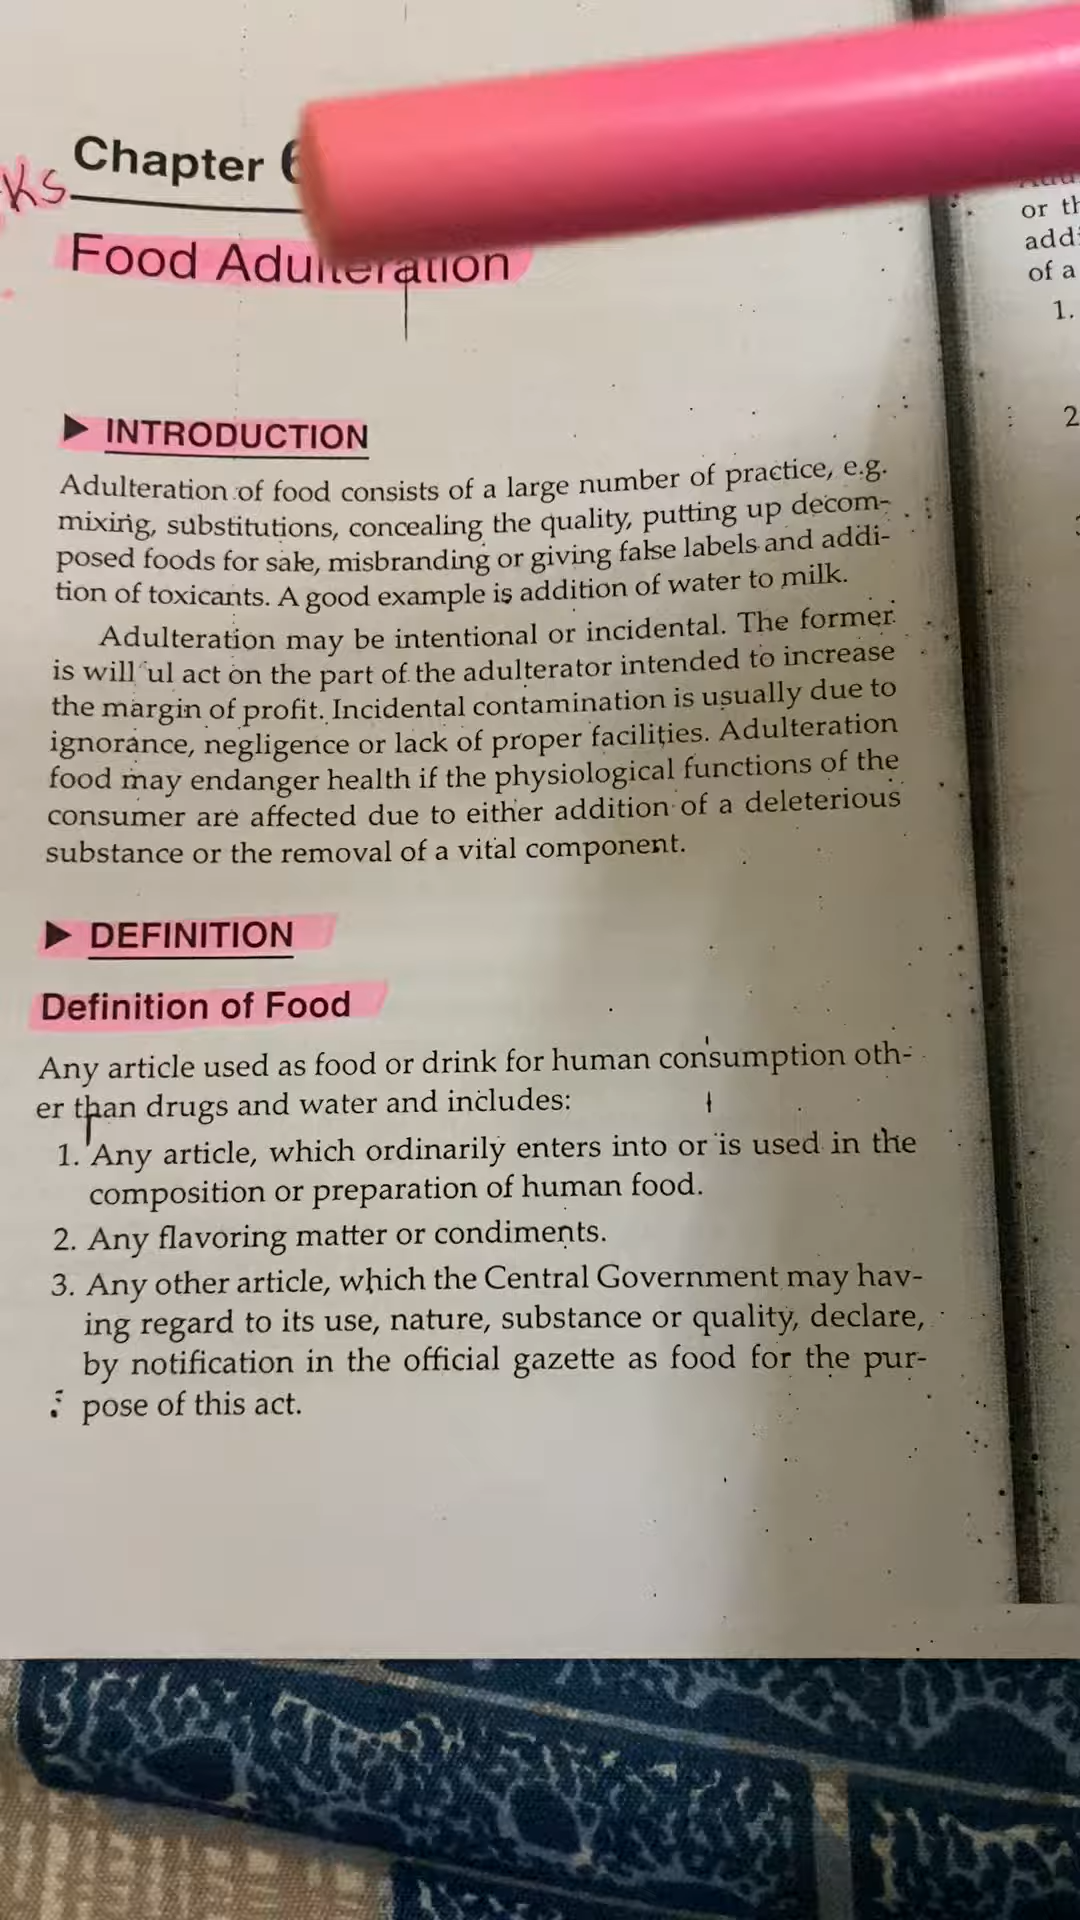 Chapter 6
Ks
Food Adulteration
INTRODUCTION
Adulteration of food consists of a large number of practice, e.g.
mixing, substitutions, concealing the quality, putting up decom-
posed foods for sale, misbranding or giving false labels and addi-
tion of toxicants. A good example is addition of water to milk.
Adulteration may be intentional or incidental. The former
is will ul act on the part of the adulterator intended to increase
the margin of profit. Incidental contamination is usually due to
ignorance, negligence or lack of proper facilities. Adulteration
food may endanger health if the physiological functions of the
consumer are affected due to either addition of a deleterious
substance or the removal of a vital component.
DEFINITION
Definition of Food
Any article used as food or drink for human consumption oth-
er than drugs and water and includes:
1. Any article, which ordinarily enters into or is used in the
composition or preparation of human food.
2. Any flavoring matter or condiments.
3. Any other article, which the Central Government may hav-
ing regard to its use, nature, substance or quality, declare,
by notification in the official gazette as food for the pur-
pose of this act.
or
of a
1.
2